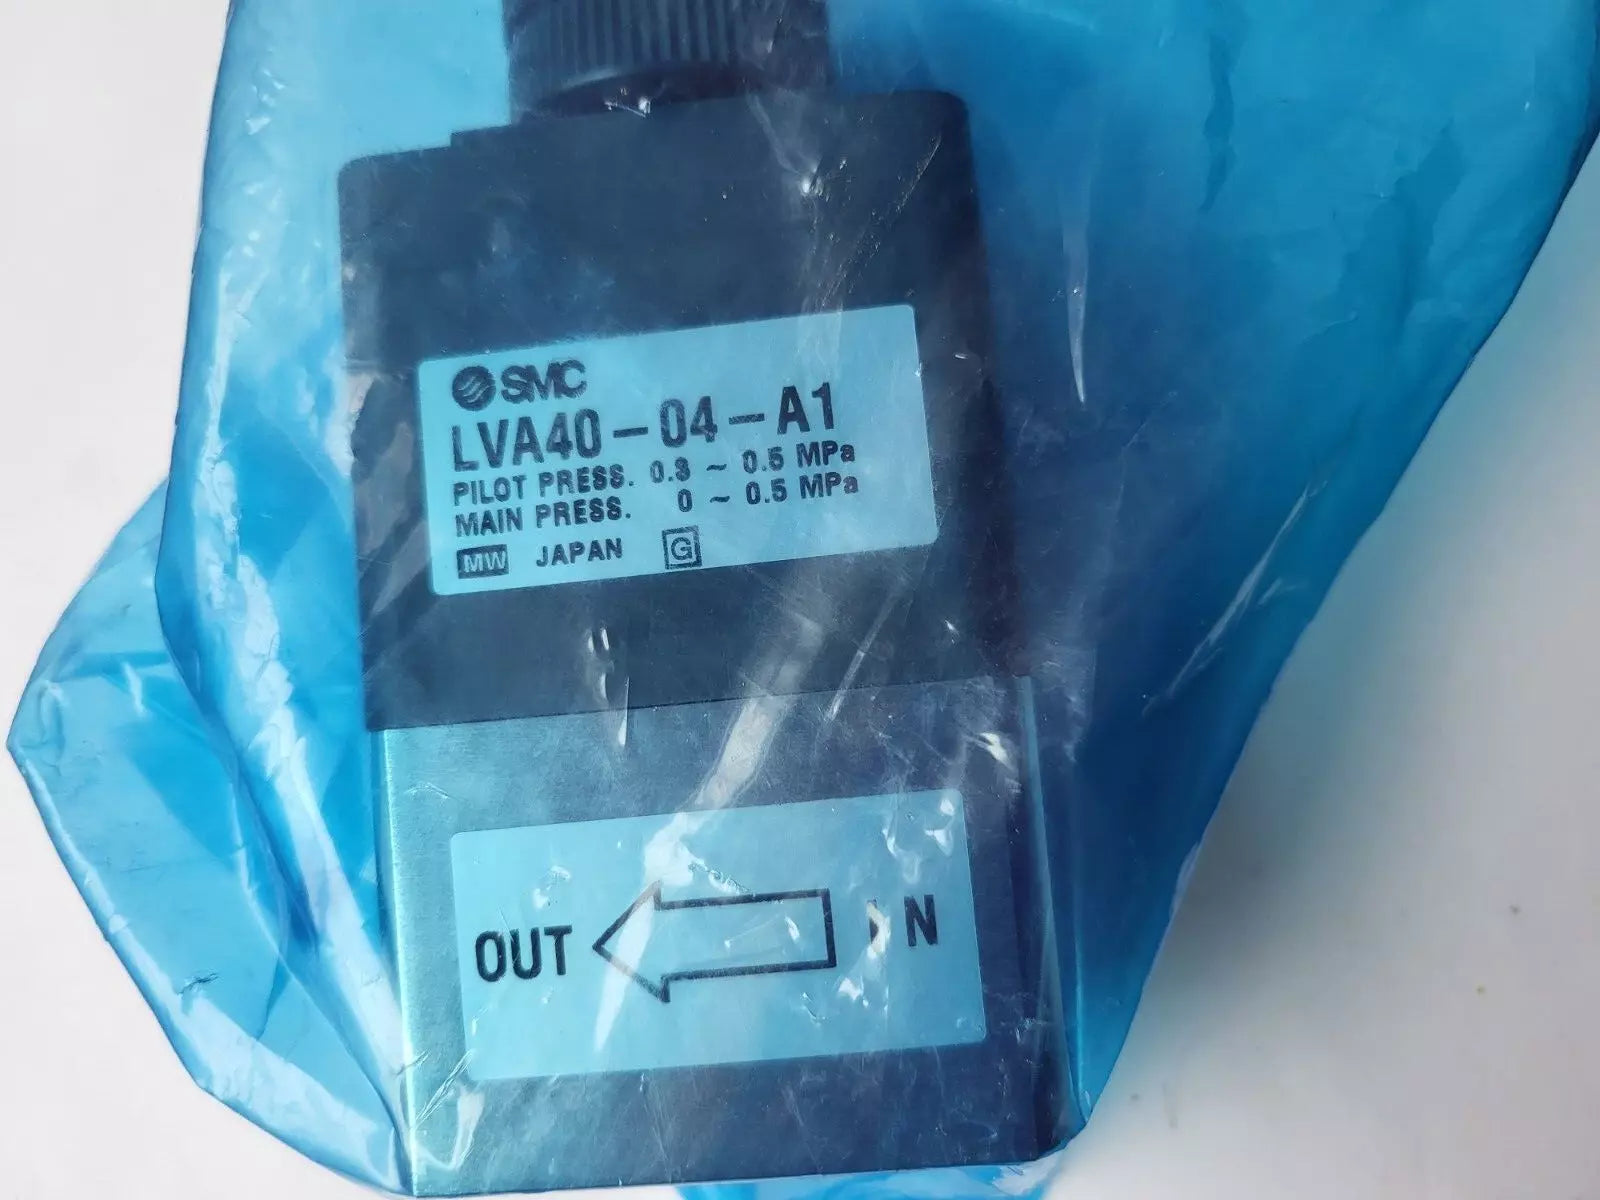 SMC
LVA40-04-A1
PILOT PRESS. 0.3 ~ 0.5 MPa
MAIN PRESS. 0 ~ 0.5 MPa
MW JAPAN G
OUT IN